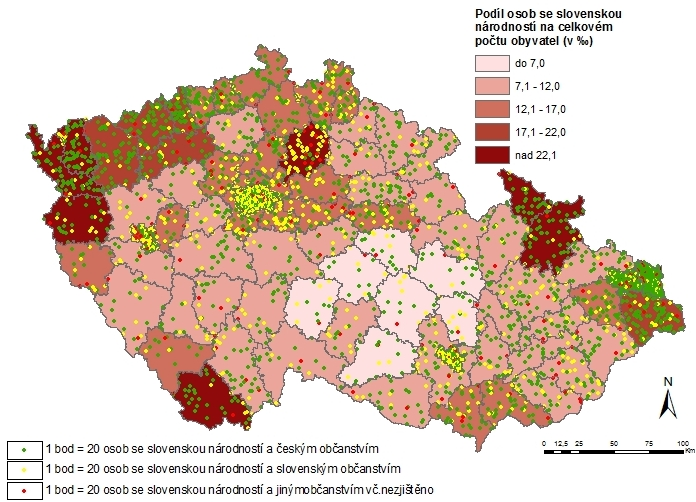 Podíl osob se slovenskou
národností na celkovém
počtu obyvatel (v ‰)
do 7,0
7,1 - 12,0
12,1 - 17,0
17,1 - 22,0
nad 22,1
N
0 12,5 25 50 75 100
Km
1 bod = 20 osob se slovenskou národností a českým občanstvím
1 bod = 20 osob se slovenskou národností a slovenským občanstvím
1 bod = 20 osob se slovenskou národností a jiným občanstvím vč.nezjištěno